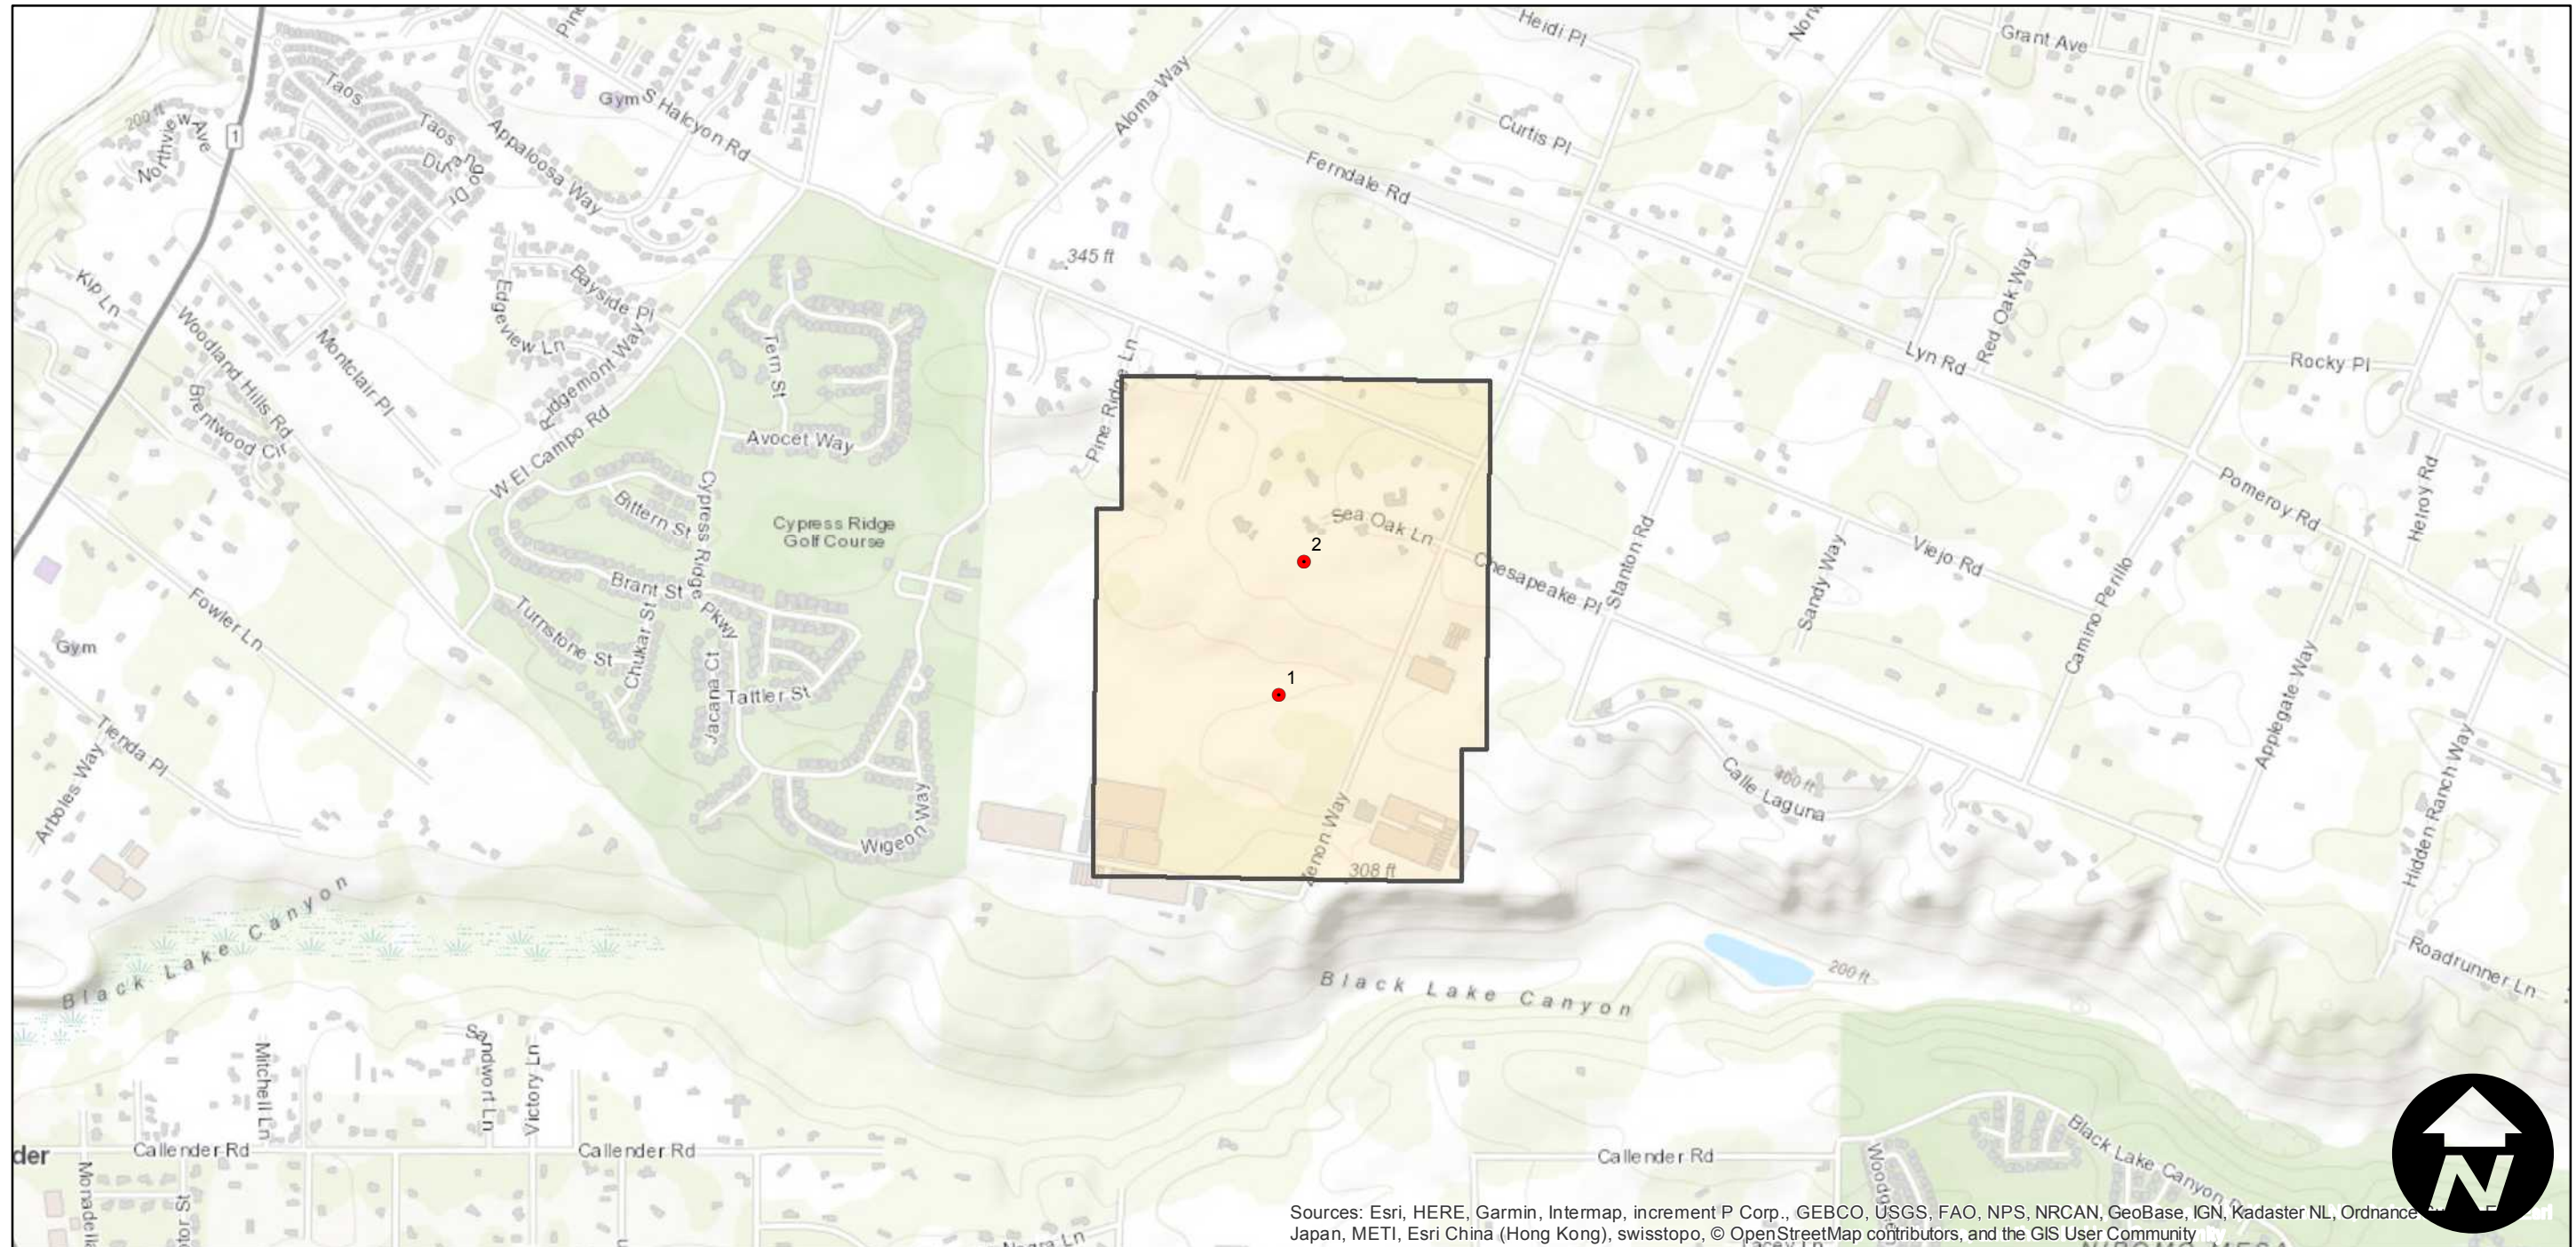 Pine
Heidi Pl
Norw
Grant Ave
1
200 ft
Northview Ave
Taos
Taos
Durango Dr
Appaloosa Way
Gym
S Halcyon Rd
Aloma Way
Ferndale Rd
Curtis Pl
345 ft
Kip Ln
Woodland Hills Rd
Brentwood Cir
Montclair Pl
Edgeview Ln
Bayside Pl
Ridgemont Way
W El Campo Rd
Tern St
Avocet Way
Pine Ridge Ln
Lyn Rd
Red Oak Way
Rocky Pl
Helroy Rd
Pomeroy Rd
Bittern St
Cypress Ridge Pkwy
Cypress Ridge
Golf Course
Sea Oak Ln
2
Chesapeake Pl
Stanton Rd
Sandy Way
Viejo Rd
Camino Perillo
Fowler Ln
Gym
Brant St
Turnstone St
Chukar St
Jacana Ct
Tattler St
1
Applegate Way
Hidden Ranch Way
Tienda Pl
Arboles Way
Wigeon Way
Zenon Way
308 ft
Calle Laguna
400 ft
Black Lake Canyon
Black Lake Canyon
200 ft
Roadrunner Ln
Mitchell Ln
Sandwort Ln
Victory Ln
der
Callender Rd
Callender Rd
Callender Rd
Black Lake Canyon
N
Sources: Esri, HERE, Garmin, Intermap, increment P Corp., GEBCO, USGS, FAO, NPS, NRCAN, GeoBase, IGN, Kadaster NL, Ordnance
Japan, METI, Esri China (Hong Kong), swisstopo, © OpenStreetMap contributors, and the GIS User Community